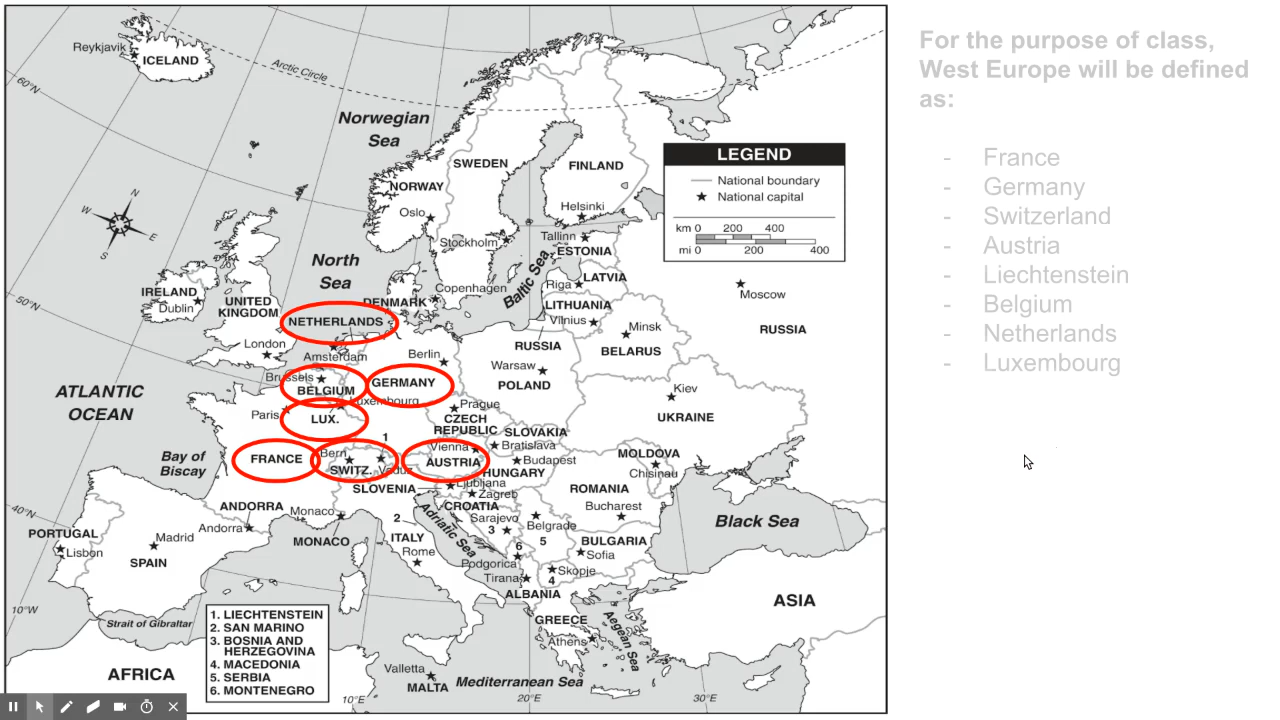 Reykjavik
ICELAND
Arctic Circle
60°N
Norwegian
Sea
SWEDEN
FINLAND
NORWAY
Oslo
Helsinki
Stockholm
Tallinn
ESTONIA
N
W
E
S
North
Sea
Baltic Sea
LATVIA
Riga
LITHUANIA
Vilnius
Moscow
RUSSIA
Minsk
BELARUS
RUSSIA
50°N
IRELAND
Dublin
UNITED
KINGDOM
London
DENMARK
Copenhagen
NETHERLANDS
Amsterdam
Berlin
Warsaw
POLAND
Brussels
BELGIUM
GERMANY
Luxembourg
LUX.
Paris
Prague
CZECH
REPUBLIC
SLOVAKIA
Kiev
UKRAINE
ATLANTIC
OCEAN
Bay of
Biscay
FRANCE
Bern
SWITZ.
1
Vaduz
Vienna
AUSTRIA
Bratislava
Budapest
HUNGARY
MOLDOVA
Chisinau
SLOVENIA
Ljubljana
Zagreb
CROATIA
ROMANIA
Bucharest
40°N
ANDORRA
Andorra
Monaco
MONACO
2
ITALY
Rome
Adriatic Sea
Sarajevo
3
Belgrade
5
6
BULGARIA
Sofia
Podgorica
Skopje
4
Tirana
ALBANIA
Black Sea
PORTUGAL
Lisbon
Madrid
SPAIN
GREECE
Athens
Aegean Sea
ASIA
10°W
Strait of Gibraltar
AFRICA
Valletta
MALTA
Mediterranean Sea
10°E
20°E
30°E
LEGEND
National boundary
National capital
km 0 200 400
mi 0 200 400
1. LIECHTENSTEIN
2. SAN MARINO
3. BOSNIA AND
HERZEGOVINA
4. MACEDONIA
5. SERBIA
6. MONTENEGRO
For the purpose of class,
West Europe will be defined
as:
- France
- Germany
- Switzerland
- Austria
- Liechtenstein
- Belgium
- Netherlands
- Luxembourg